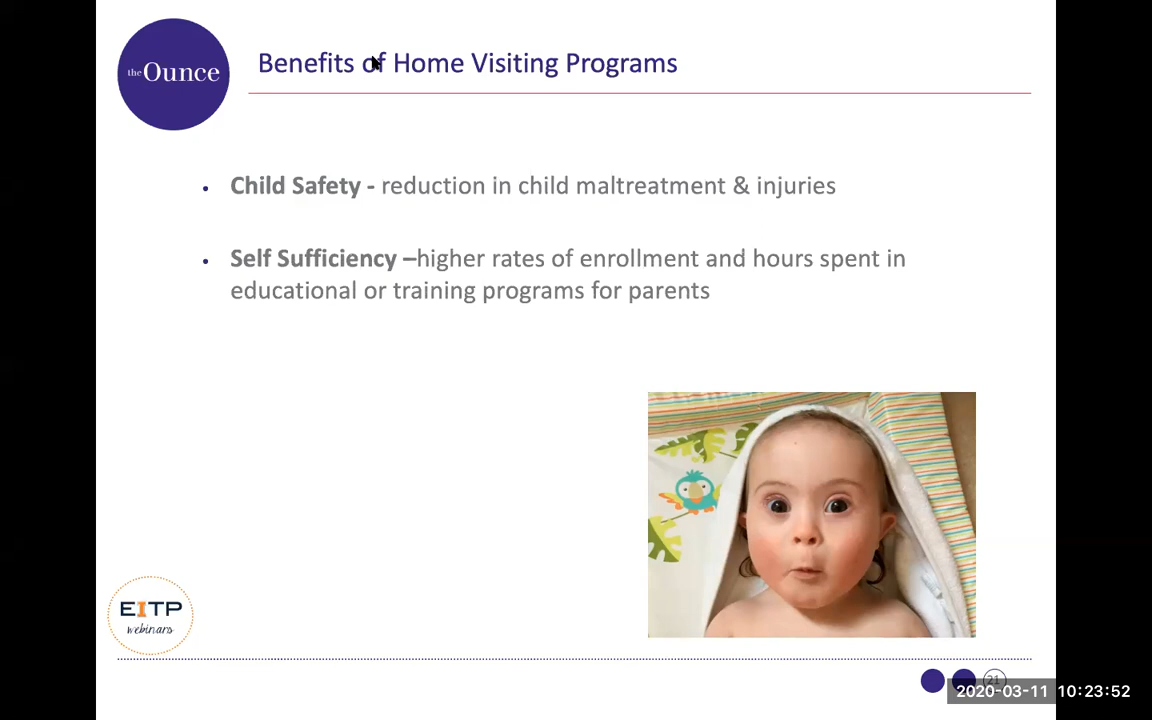 the Ounce
Benefits of Home Visiting Programs
• Child Safety - reduction in child maltreatment & injuries
• Self Sufficiency –higher rates of enrollment and hours spent in
educational or training programs for parents
EITP
webinars
21
2020-03-11 10:23:52